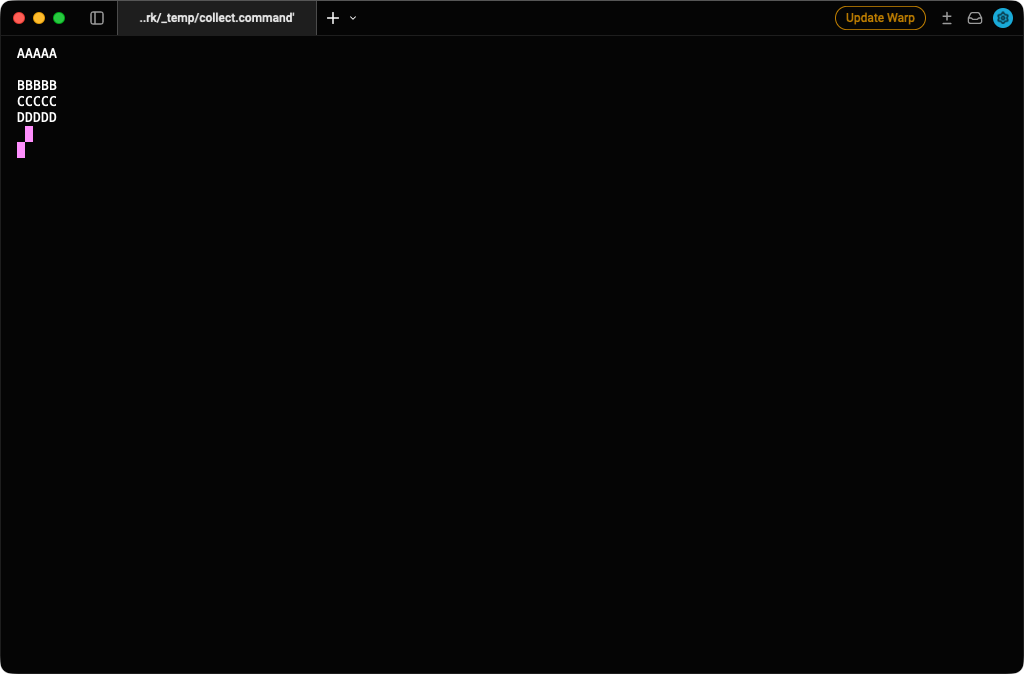 ..rk/_temp/collect.command'
Update Warp
AAAAA
BBBBB
CCCCC
DDDDD